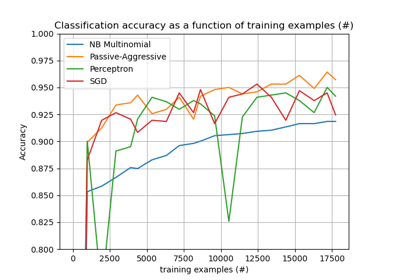 Classification accuracy as a function of training examples (#)
1.000
0.975
0.950
0.925
0.900
0.875
0.850
0.825
0.800
Accuracy
NB Multinomial
Passive-Aggressive
Perceptron
SGD
0 2500 5000 7500 10000 12500 15000 17500
training examples (#)